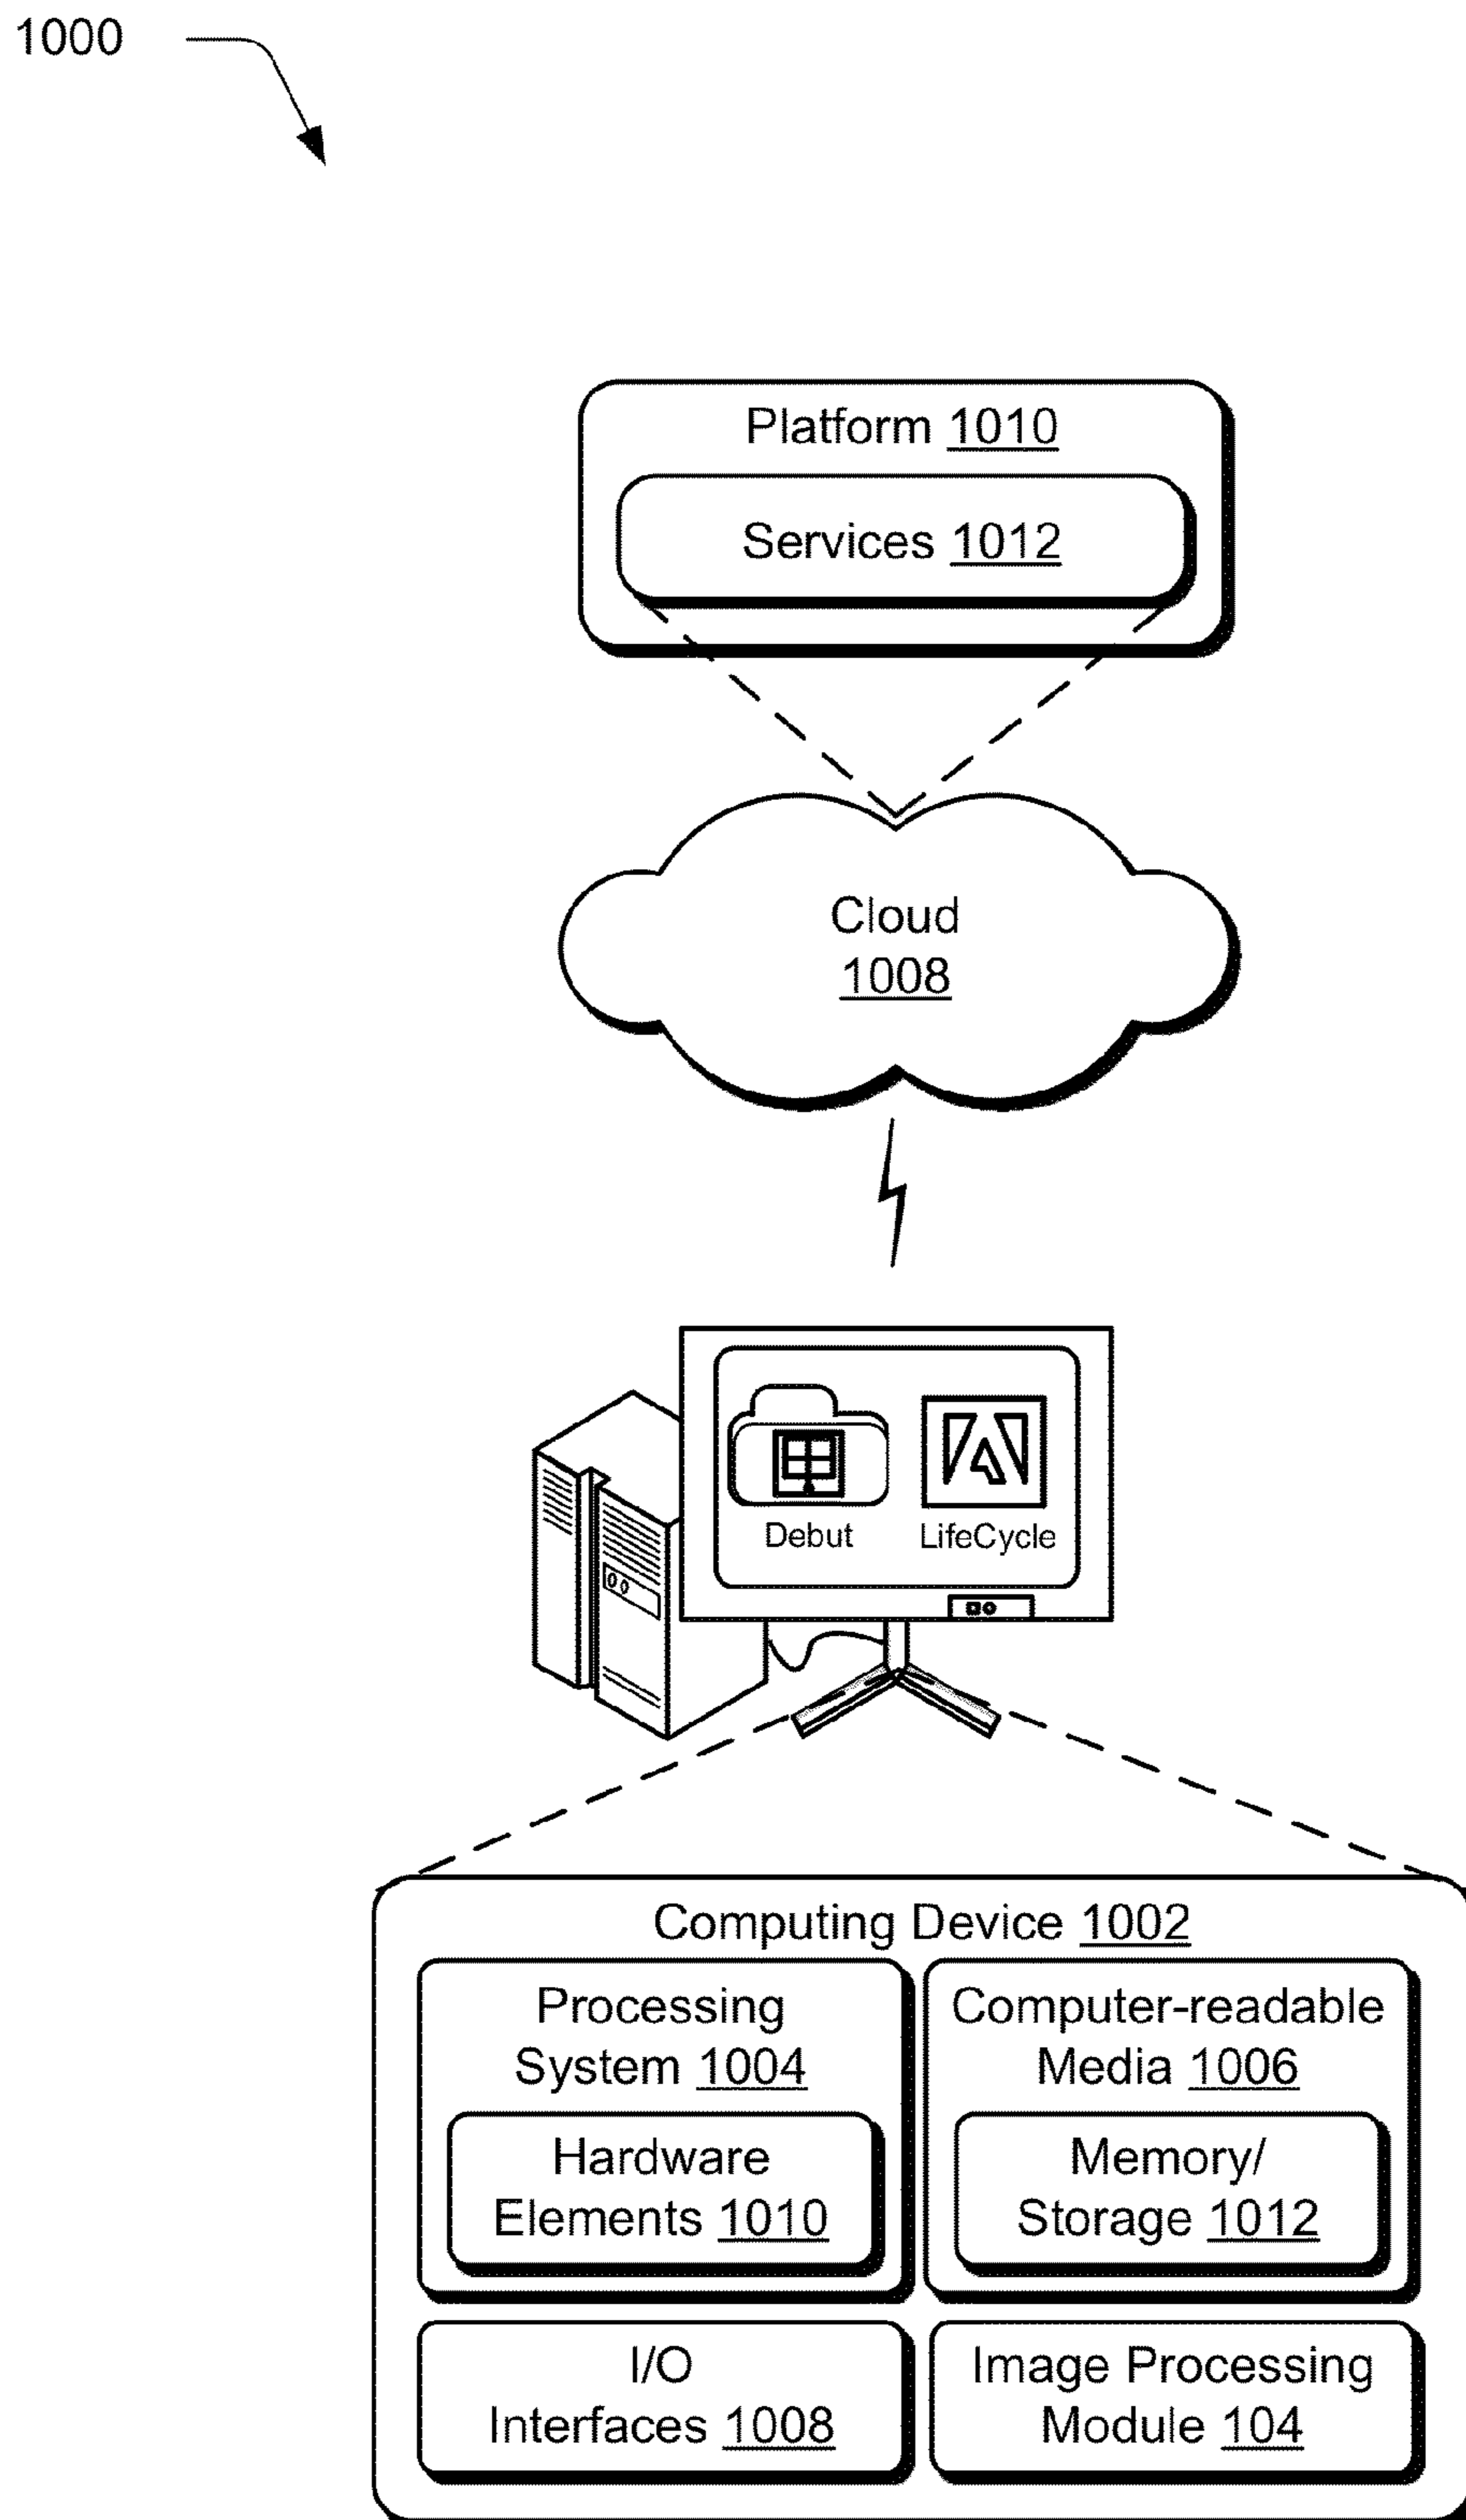 1000
Platform 1010
Services 1012
Cloud
1008
Debut
LifeCycle
Computing Device 1002
Processing
System 1004
Hardware
Elements 1010
Computer-readable
Media 1006
Memory/
Storage 1012
I/O
Interfaces 1008
Image Processing
Module 104